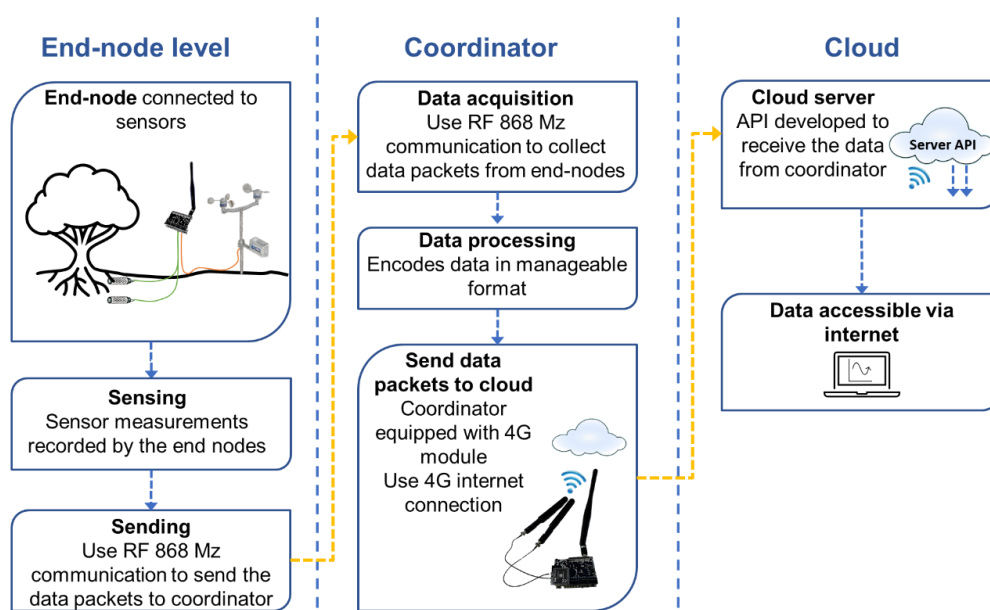 End-node level
End-node connected to
sensors
Sensing
Sensor measurements
recorded by the end nodes
Sending
Use RF 868 Mz
communication to send the
data packets to coordinator
Coordinator
Data acquisition
Use RF 868 Mz
communication to collect
data packets from end-nodes
Data processing
Encodes data in manageable
format
Send data
packets to cloud
Coordinator
equipped with 4G
module
Use 4G internet
connection
Cloud
Cloud server
API developed to
receive the data
from coordinator
Server API
Data accessible via
internet